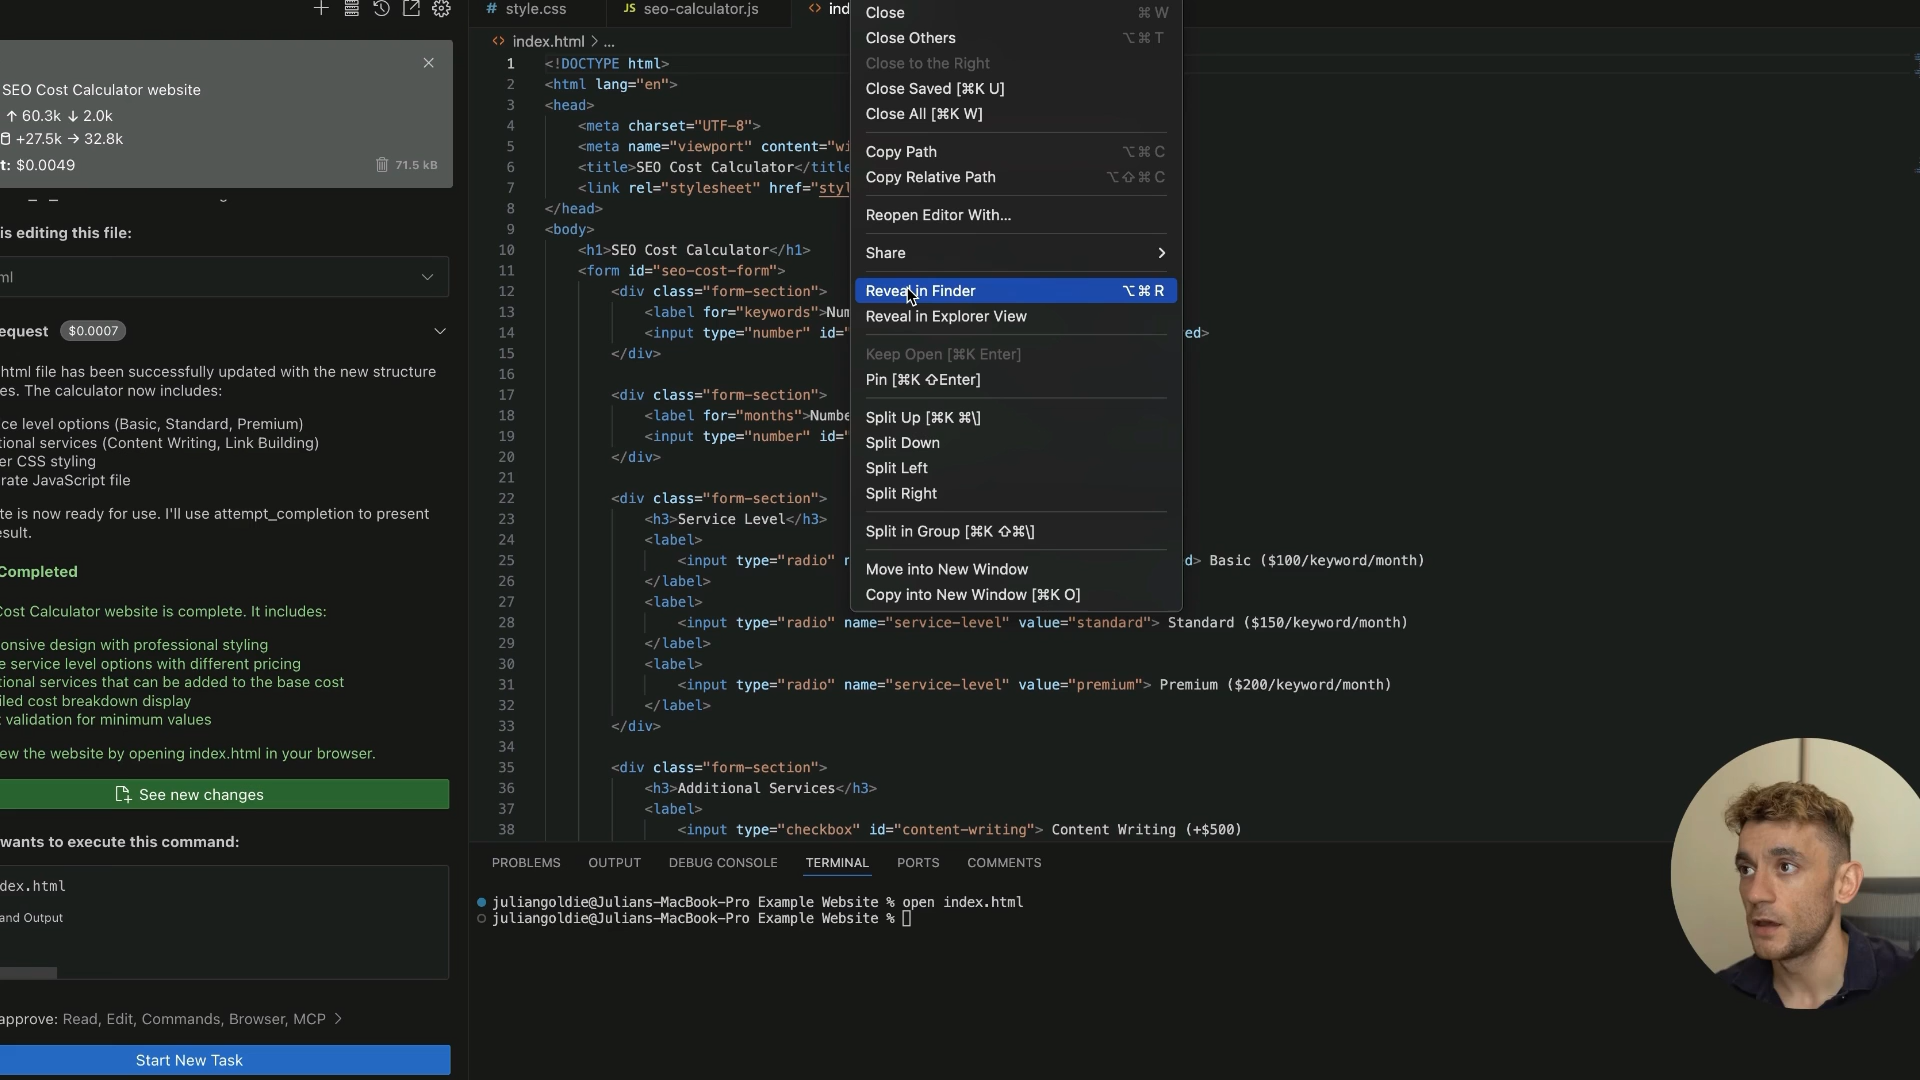 style.css
JS seo-calculator.js
<> ind
SEO Cost Calculator website
↑ 60.3k ↓ 2.0k
+27.5k → 32.8k
t: $0.0049
71.5 kB
is editing this file:
ml
equest $0.0007
html file has been successfully updated with the new structure
es. The calculator now includes:
ce level options (Basic, Standard, Premium)
tional services (Content Writing, Link Building)
er CSS styling
rate JavaScript file
te is now ready for use. I'll use attempt_completion to present
esult.
Completed
Cost Calculator website is complete. It includes:
onsive design with professional styling
e service level options with different pricing
tional services that can be added to the base cost
iled cost breakdown display
t validation for minimum values
ew the website by opening index.html in your browser.
See new changes
wants to execute this command:
dex.html
and Output
approve: Read, Edit, Commands, Browser, MCP >
Start New Task
<> index.html > ...
1 <!DOCTYPE html>
2 <html lang="en">
3 <head>
4 <meta charset="UTF-8">
5 <meta name="viewport" content="wi
6 <title>SEO Cost Calculator</title
7 <link rel="stylesheet" href="styl
8 </head>
9 <body>
10 <h1>SEO Cost Calculator</h1>
11 <form id="seo-cost-form">
12 <div class="form-section">
13 <label for="keywords">Num
14 <input type="number" id=" ed>
15 </div>
16
17 <div class="form-section">
18 <label for="months">Numbe
19 <input type="number" id="
20 </div>
21
22 <div class="form-section">
23 <h3>Service Level</h3>
24 <label>
25 <input type="radio" n d> Basic ($100/keyword/month)
26 </label>
27 <label>
28 <input type="radio" name="service-level" value="standard"> Standard ($150/keyword/month)
29 </label>
30 <label>
31 <input type="radio" name="service-level" value="premium"> Premium ($200/keyword/month)
32 </label>
33 </div>
34
35 <div class="form-section">
36 <h3>Additional Services</h3>
37 <label>
38 <input type="checkbox" id="content-writing"> Content Writing (+$500)
Close ⌘ W
Close Others ⌥ ⌘ T
Close to the Right
Close Saved [⌘K U]
Close All [⌘K W]
Copy Path ⌥ ⌘ C
Copy Relative Path ⌥ ⇧ ⌘ C
Reopen Editor With...
Share >
Reveal in Finder ⌥ ⌘ R
Reveal in Explorer View
Keep Open [⌘K Enter]
Pin [⌘K ⇧Enter]
Split Up [⌘K ⌘\]
Split Down
Split Left
Split Right
Split in Group [⌘K ⇧⌘\]
Move into New Window
Copy into New Window [⌘K O]
PROBLEMS OUTPUT DEBUG CONSOLE TERMINAL PORTS COMMENTS
juliangoldie@Julians-MacBook-Pro Example Website % open index.html
juliangoldie@Julians-MacBook-Pro Example Website %